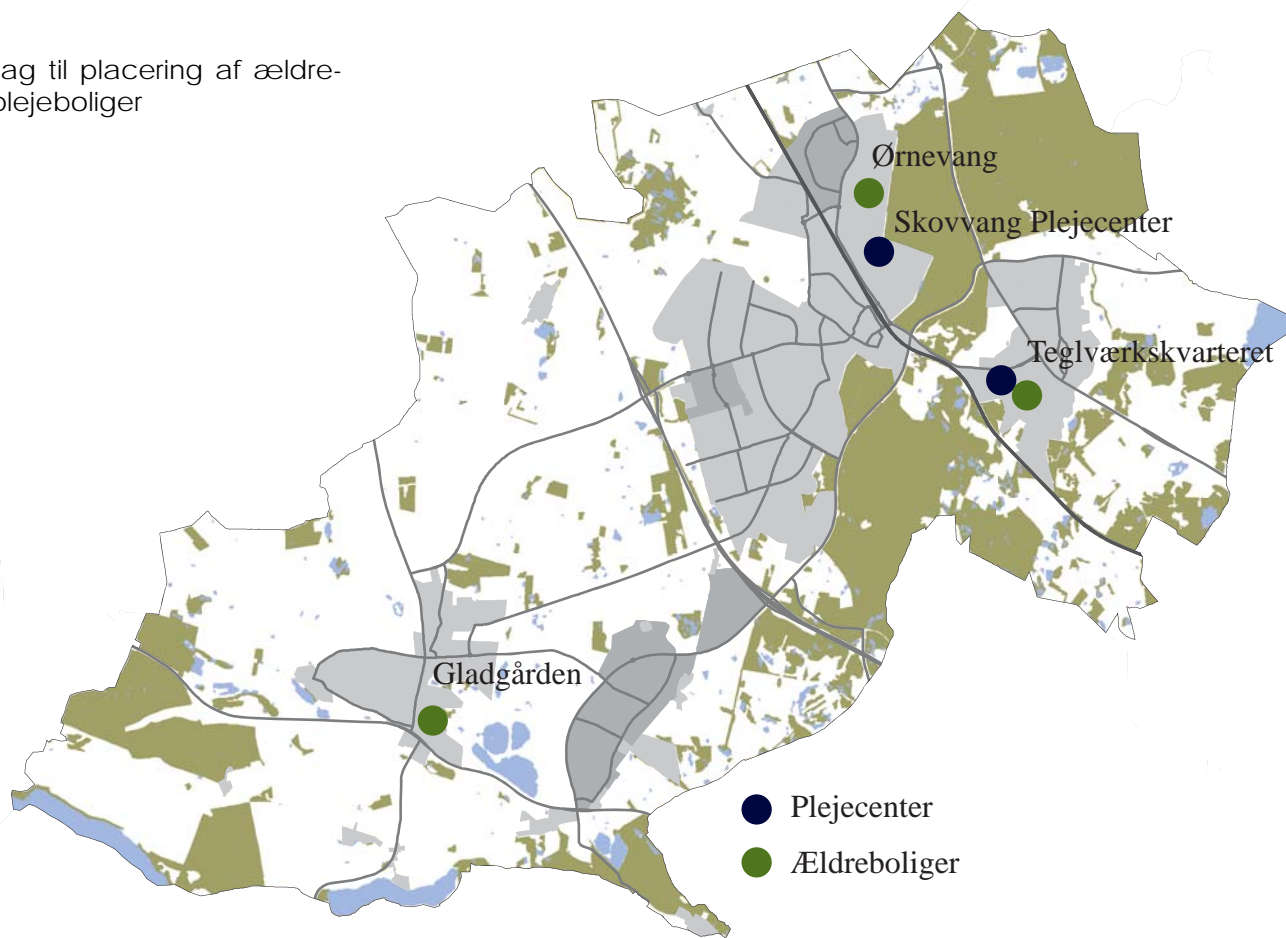 ag til placering af ældre-
plejeboliger
Ørnevang
Skovvang Plejecenter
Teglværkskvarteret
Gladgården
Plejecenter
Ældreboliger